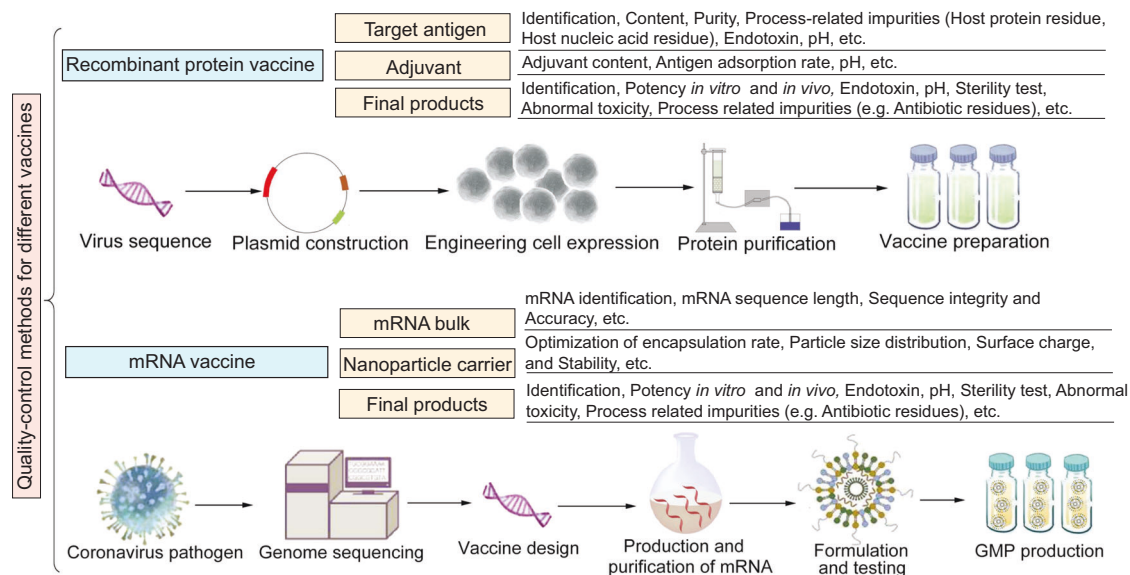 Quality-control methods for different vaccines
Recombinant protein vaccine
Target antigen
Identification, Content, Purity, Process-related impurities (Host protein residue,
Host nucleic acid residue), Endotoxin, pH, etc.
Adjuvant
Adjuvant content, Antigen adsorption rate, pH, etc.
Final products
Identification, Potency in vitro and in vivo, Endotoxin, pH, Sterility test,
Abnormal toxicity, Process related impurities (e.g. Antibiotic residues), etc.
Virus sequence
Plasmid construction
Engineering cell expression
Protein purification
Vaccine preparation
mRNA vaccine
mRNA bulk
mRNA identification, mRNA sequence length, Sequence integrity and
Accuracy, etc.
Nanoparticle carrier
Optimization of encapsulation rate, Particle size distribution, Surface charge,
and Stability, etc.
Final products
Identification, Potency in vitro and in vivo, Endotoxin, pH, Sterility test, Abnormal
toxicity, Process related impurities (e.g. Antibiotic residues), etc.
Coronavirus pathogen
Genome sequencing
Vaccine design
Production and
purification of mRNA
Formulation
and testing
GMP production